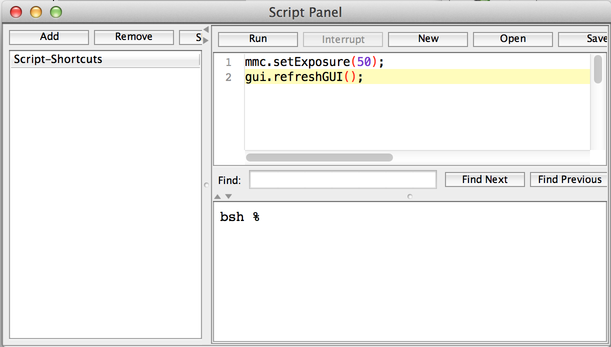 Script Panel
Add Remove S
Run Interrupt New Open Save
Script-Shortcuts
1 mmc.setExposure(50);
2 gui.refreshGUI();
Find: Find Next Find Previous
bsh %